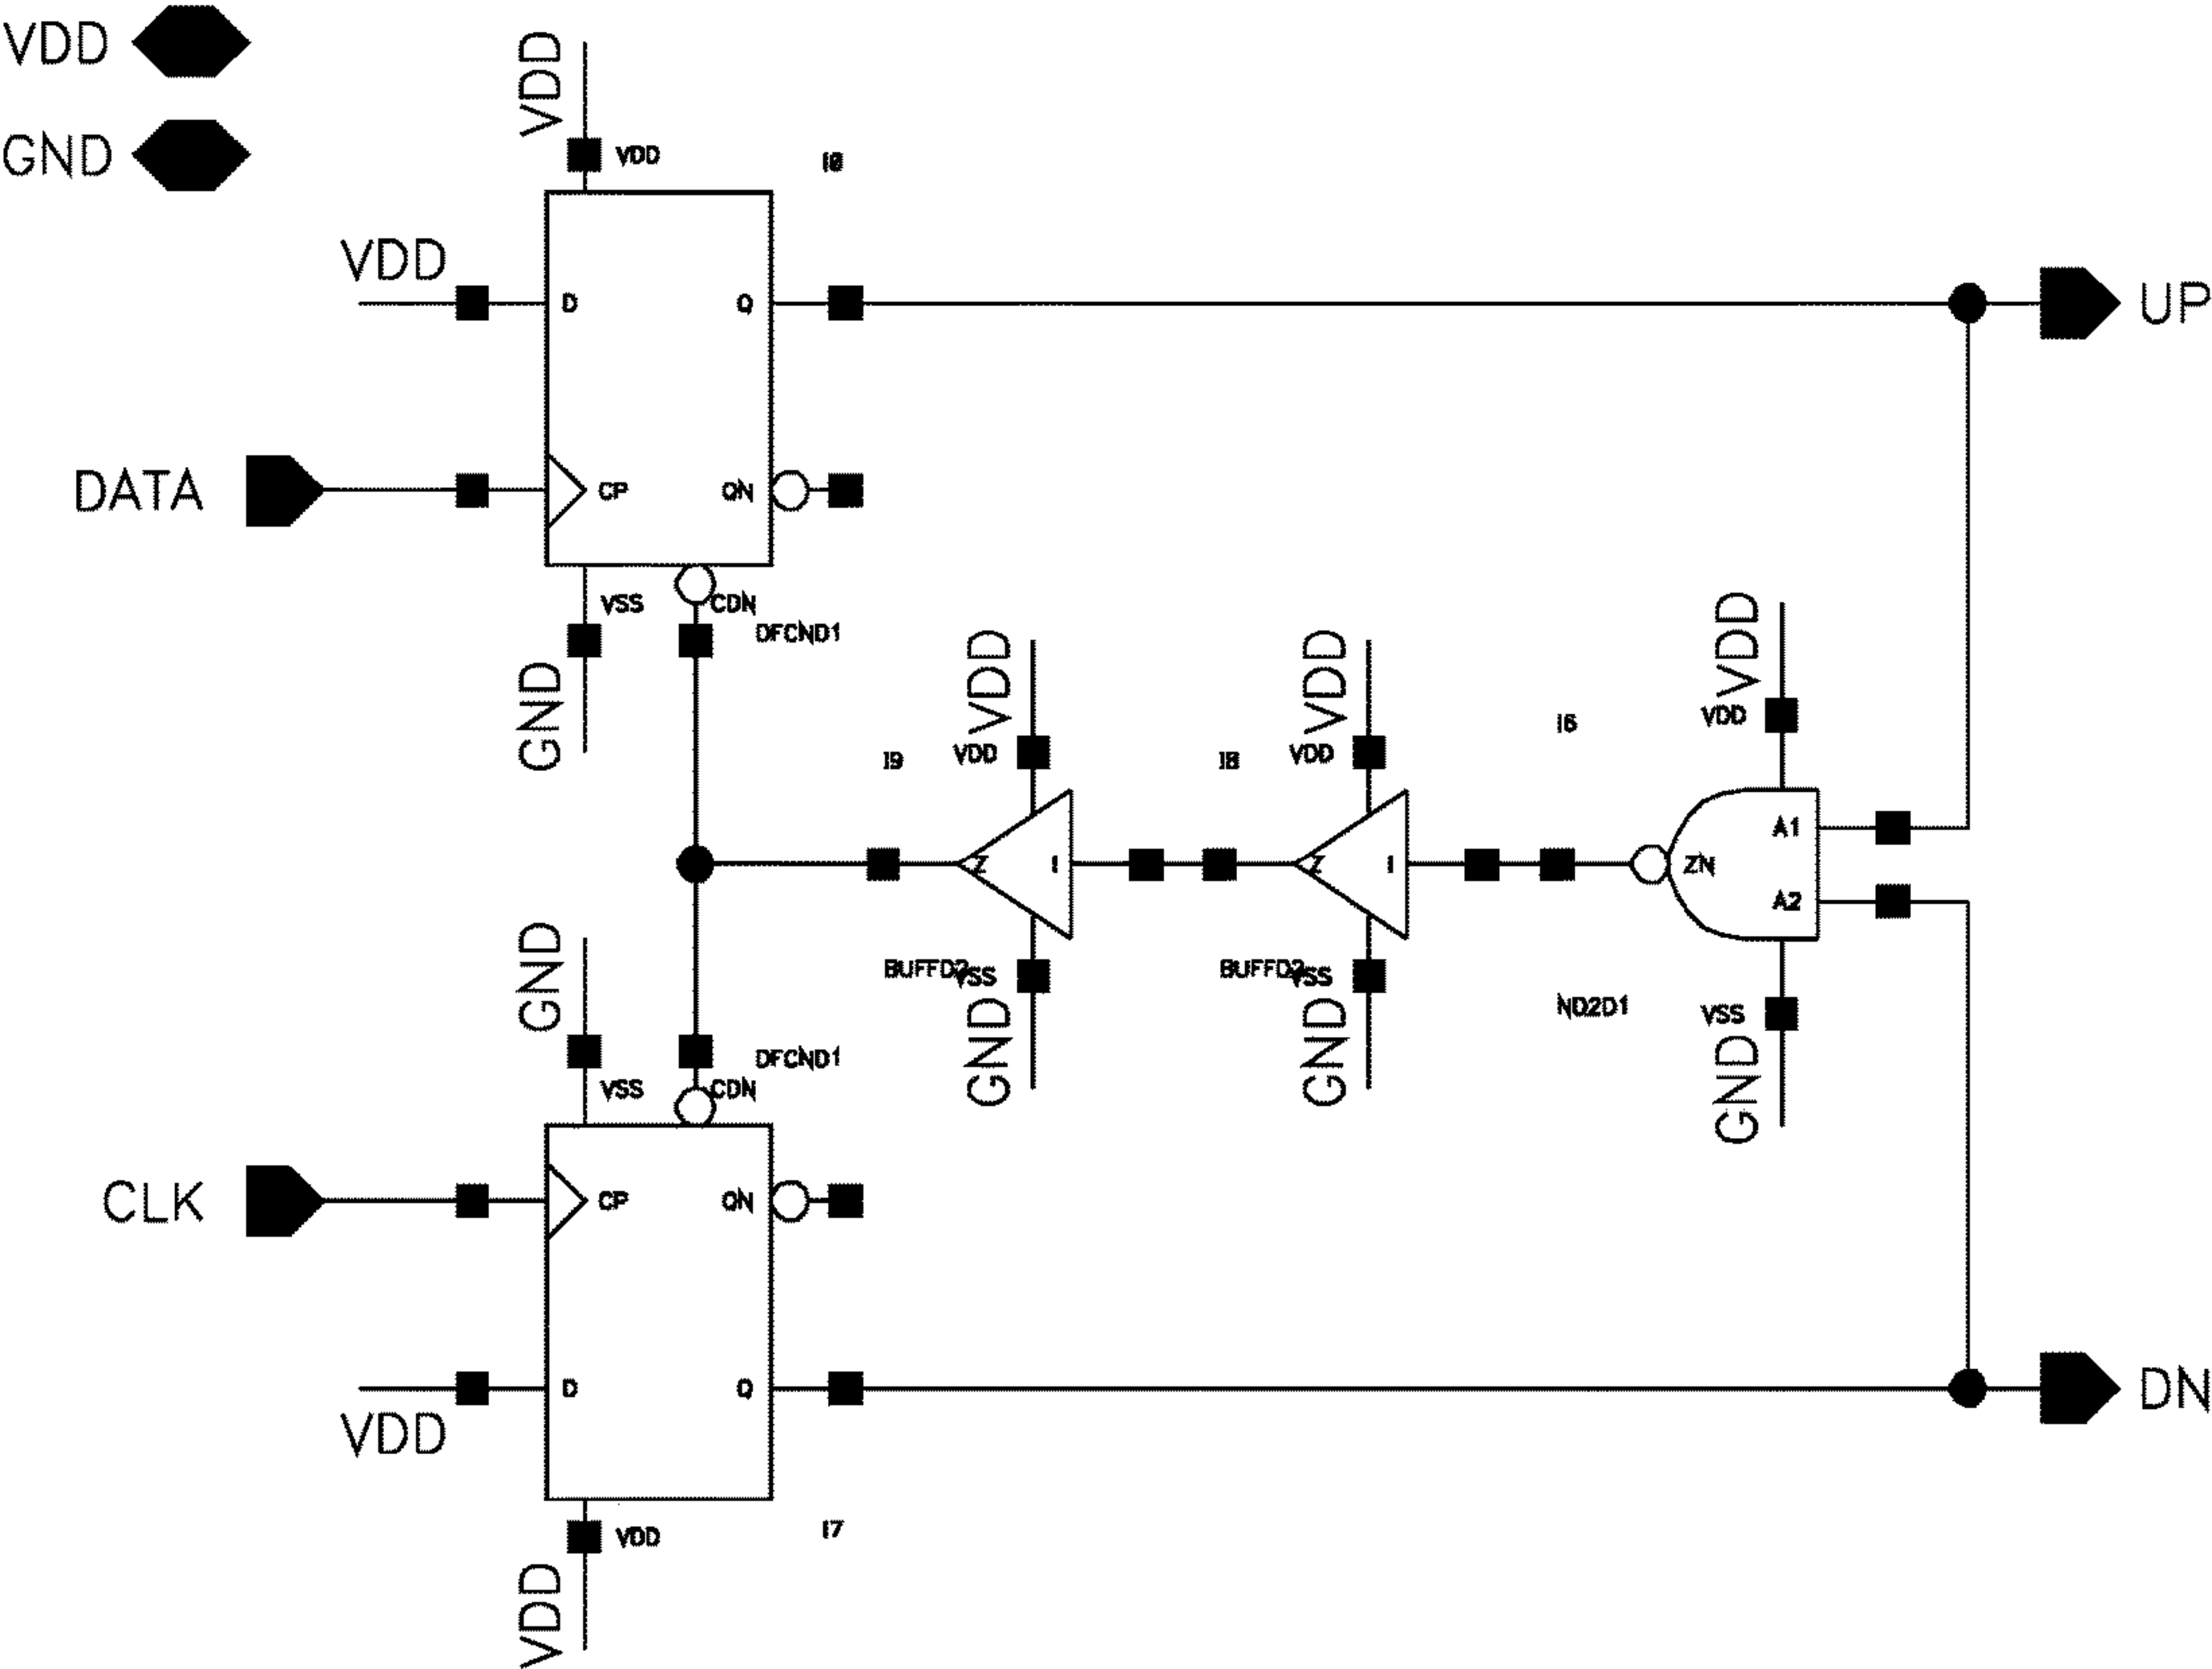 VDD
GND
VDD
VDD
I0
VDD
D
Q
DATA
CP
QN
VSS
CDN
DFCND1
GND
UP
VDD
VDD
VDD
I9
VDD
I8
VDD
I6
VDD
Z
I
Z
I
ZN
A1
A2
BUFFD2
VSS
BUFFD2
VSS
ND2D1
VSS
GND
GND
GND
GND
VSS
CDN
DFCND1
CLK
CP
QN
D
Q
VDD
DN
VDD
I7
VDD